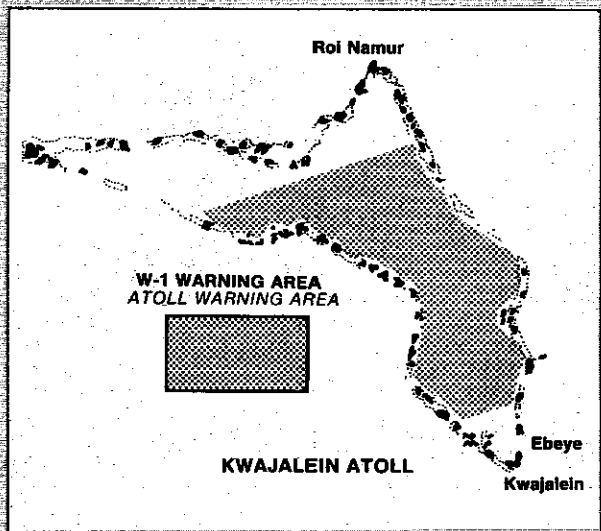 Roi Namur
W-1 WARNING AREA
ATOLL WARNING AREA
KWAJALEIN ATOLL
Ebeye
Kwajalein